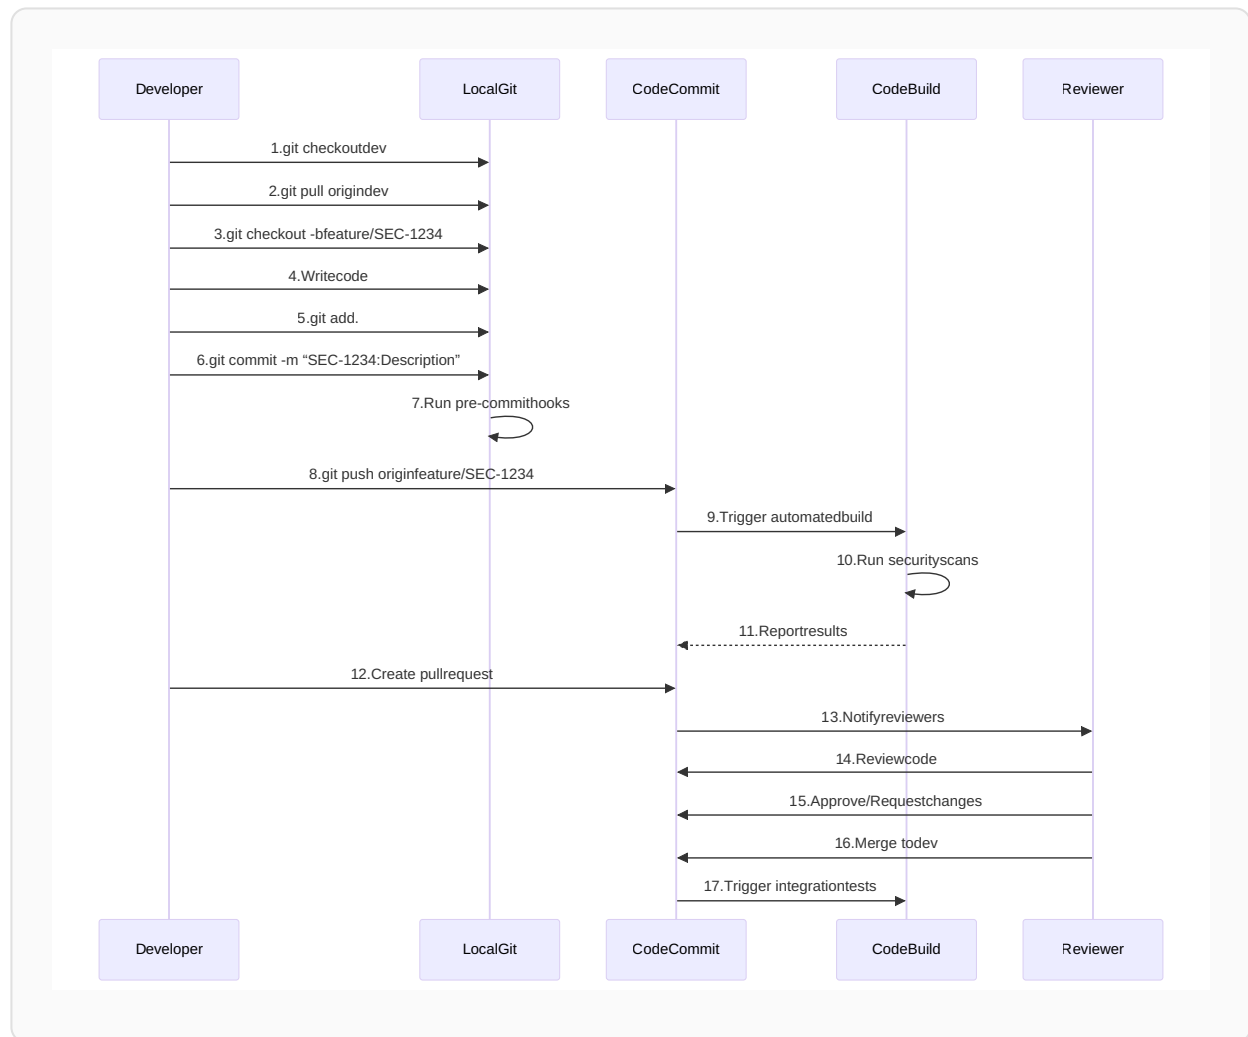 Developer
LocalGit
CodeCommit
CodeBuild
Reviewer
1.git checkoutdev
2.git pull origindev
3.git checkout -bfeature/SEC-1234
4.Writecode
5.git add.
6.git commit -m “SEC-1234:Description”
7.Run pre-commithooks
8.git push originfeature/SEC-1234
9.Trigger automatedbuild
10.Run securityscans
11.Reportresults
12.Create pullrequest
13.Notifyreviewers
14.Reviewcode
15.Approve/Requestchanges
16.Merge todev
17.Trigger integrationtests
Developer
LocalGit
CodeCommit
CodeBuild
Reviewer